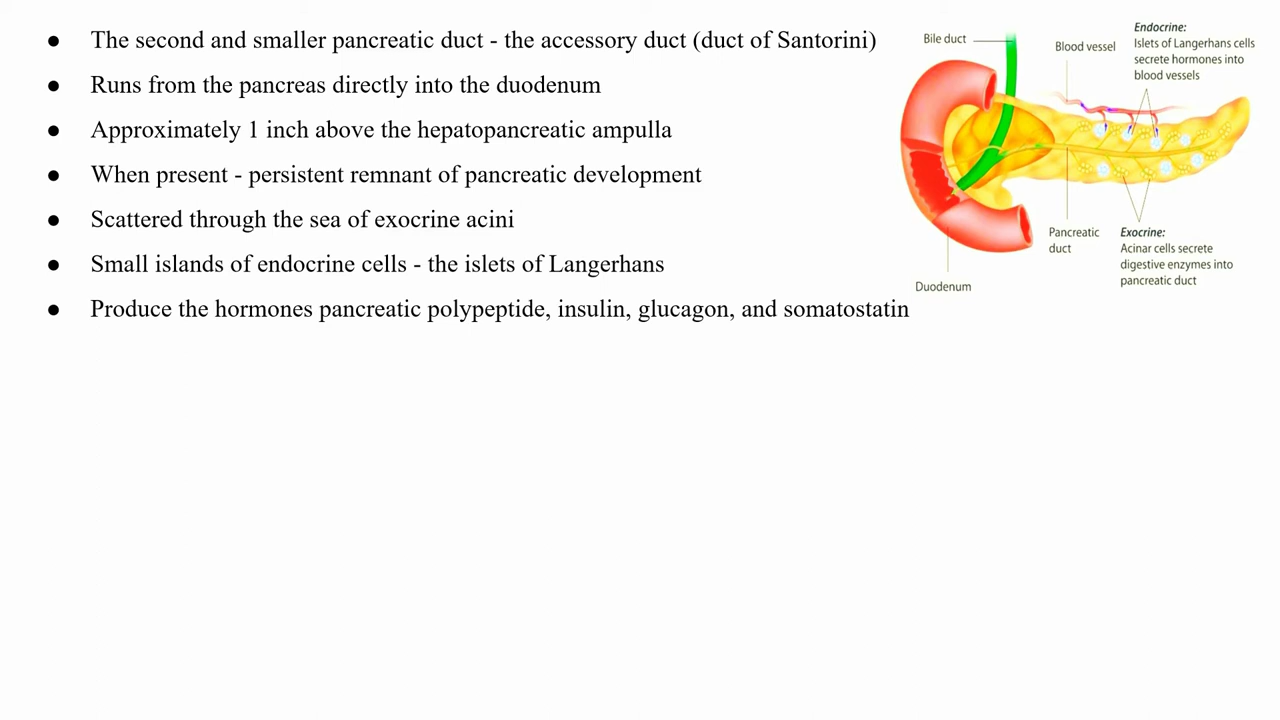 ● The second and smaller pancreatic duct - the accessory duct (duct of Santorini)
● Runs from the pancreas directly into the duodenum
● Approximately 1 inch above the hepatopancreatic ampulla
● When present - persistent remnant of pancreatic development
● Scattered through the sea of exocrine acini
● Small islands of endocrine cells - the islets of Langerhans
● Produce the hormones pancreatic polypeptide, insulin, glucagon, and somatostatin
Bile duct
Blood vessel
Endocrine:
Islets of Langerhans cells
secrete hormones into
blood vessels
Pancreatic
duct
Exocrine:
Acinar cells secrete
digestive enzymes into
pancreatic duct
Duodenum